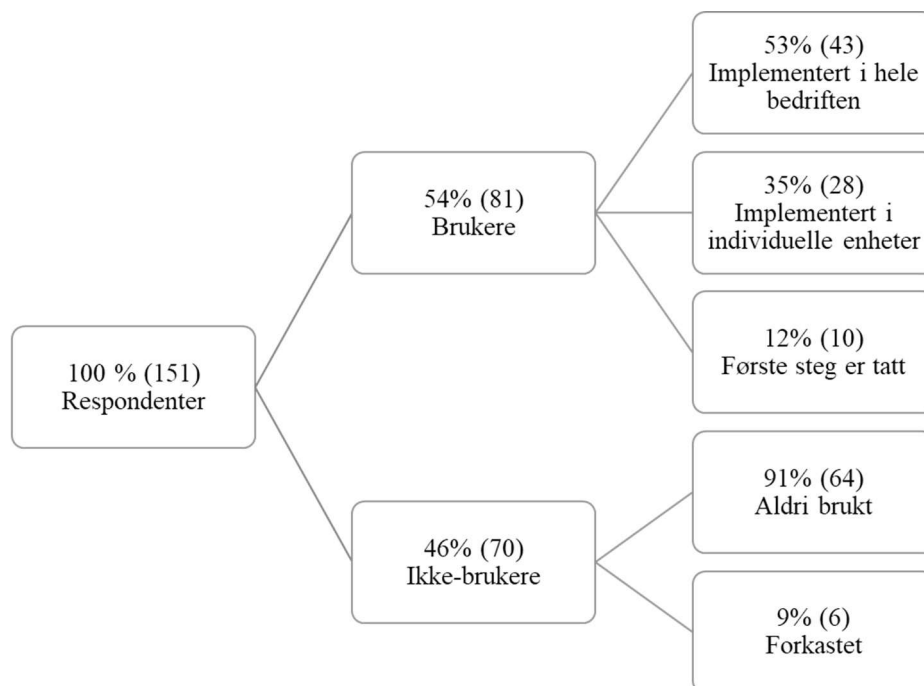 100 % (151)
Respondenter
54% (81)
Brukere
53% (43)
Implementert i hele
bedriften
35% (28)
Implementert i
individuelle enheter
12% (10)
Første steg er tatt
46% (70)
Ikke-brukere
91% (64)
Aldri brukt
9% (6)
Forkastet